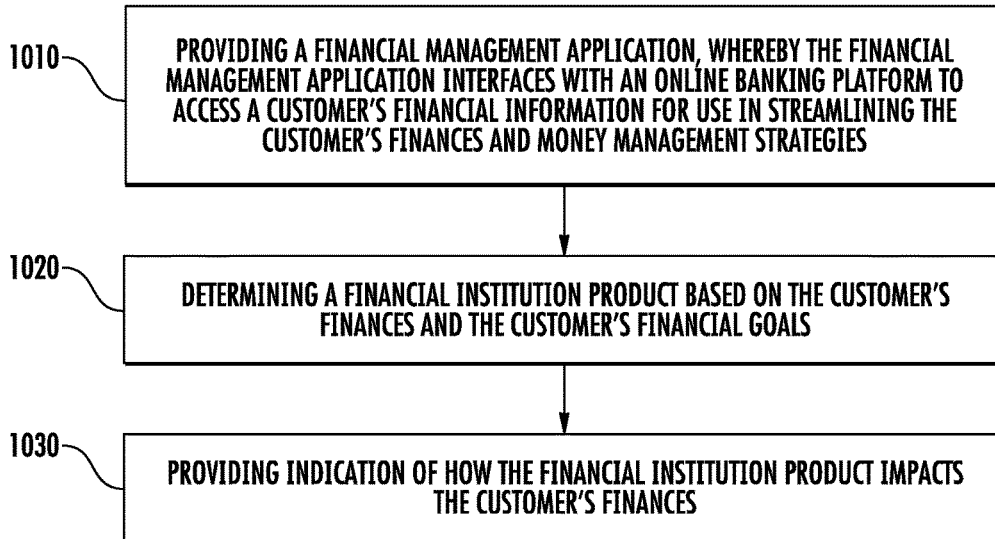 1010
PROVIDING A FINANCIAL MANAGEMENT APPLICATION, WHEREBY THE FINANCIAL
MANAGEMENT APPLICATION INTERFACES WITH AN ONLINE BANKING PLATFORM TO
ACCESS A CUSTOMER'S FINANCIAL INFORMATION FOR USE IN STREAMLINING THE
CUSTOMER'S FINANCES AND MONEY MANAGEMENT STRATEGIES
1020
DETERMINING A FINANCIAL INSTITUTION PRODUCT BASED ON THE CUSTOMER'S
FINANCES AND THE CUSTOMER'S FINANCIAL GOALS
1030
PROVIDING INDICATION OF HOW THE FINANCIAL INSTITUTION PRODUCT IMPACTS
THE CUSTOMER'S FINANCES